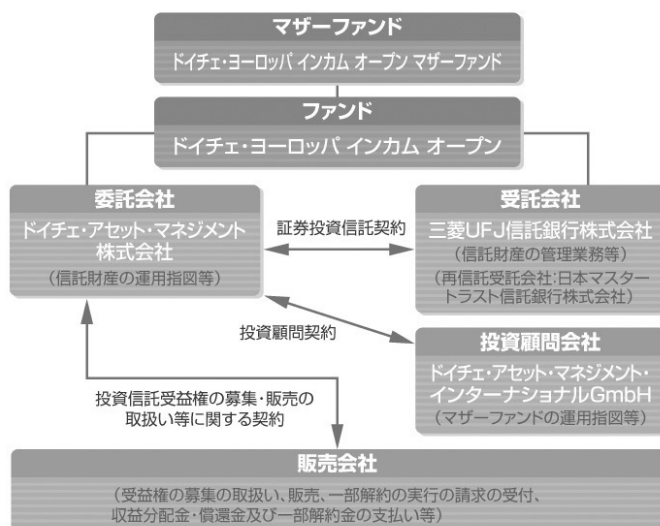 マザーファンド
ドイチェ・ヨーロッパ インカム オープン マザーファンド
ファンド
ドイチェ・ヨーロッパ インカム オープン
委託会社
ドイチェ・アセット・マネジメント
株式会社
(信託財産の運用指図等)
証券投資信託契約
受託会社
三菱UFJ信託銀行株式会社
(信託財産の管理業務等)
(再信託受託会社:日本マスター
トラスト信託銀行株式会社)
投資顧問契約
投資顧問会社
ドイチェ・アセット・マネジメント・
インターナショナルGmbH
(マザーファンドの運用指図等)
投資信託受益権の募集・販売の
取扱い等に関する契約
販売会社
(受益権の募集の取扱い、販売、一部解約の実行の請求の受付、
収益分配金・償還金及び一部解約金の支払い等)